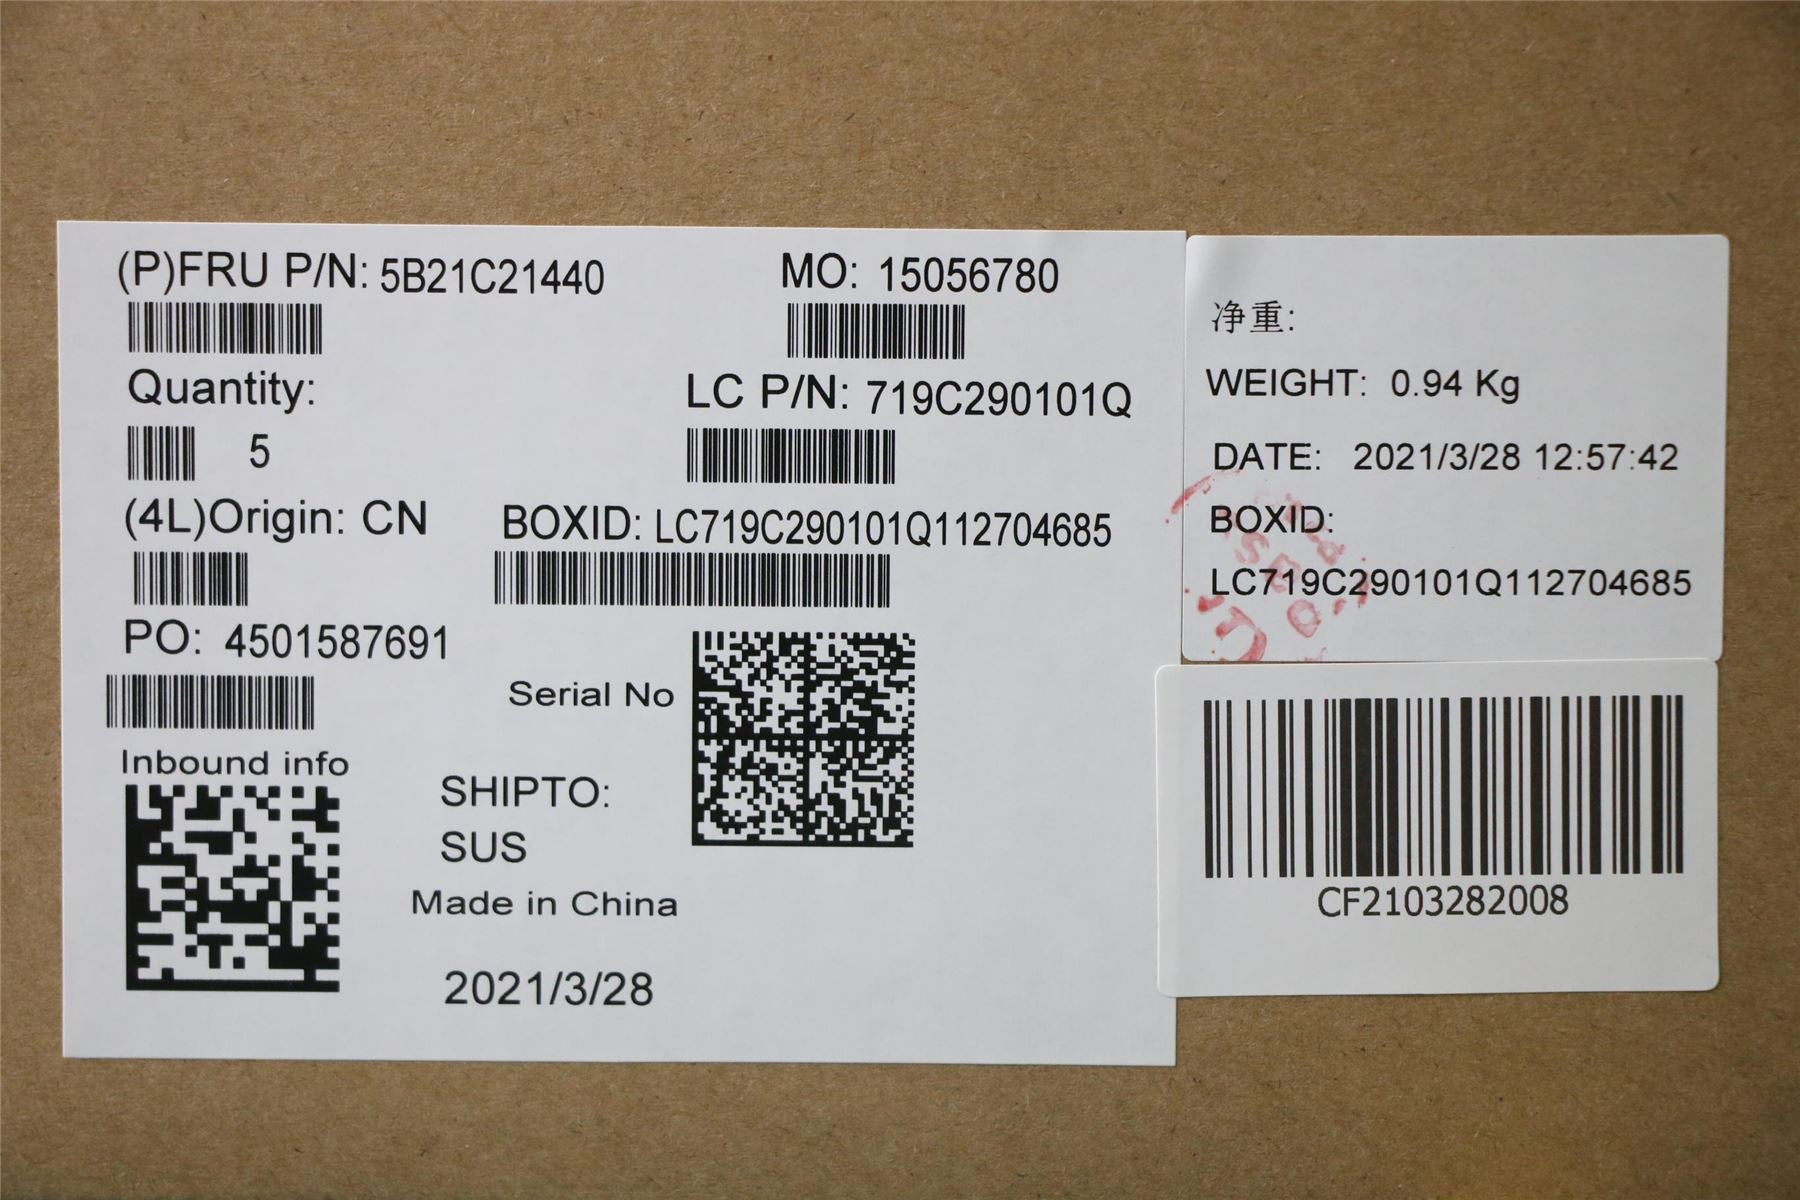 (P)FRU P/N: 5B21C21440
MO: 15056780
Quantity:
5
LC P/N: 719C290101Q
(4L)Origin: CN
BOXID: LC719C290101Q112704685
PO: 4501587691
Serial No
Inbound info
SHIPTO:
SUS
Made in China
2021/3/28
净重:
WEIGHT: 0.94 Kg
DATE: 2021/3/28 12:57:42
BOXID:
LC719C290101Q112704685
CF2103282008